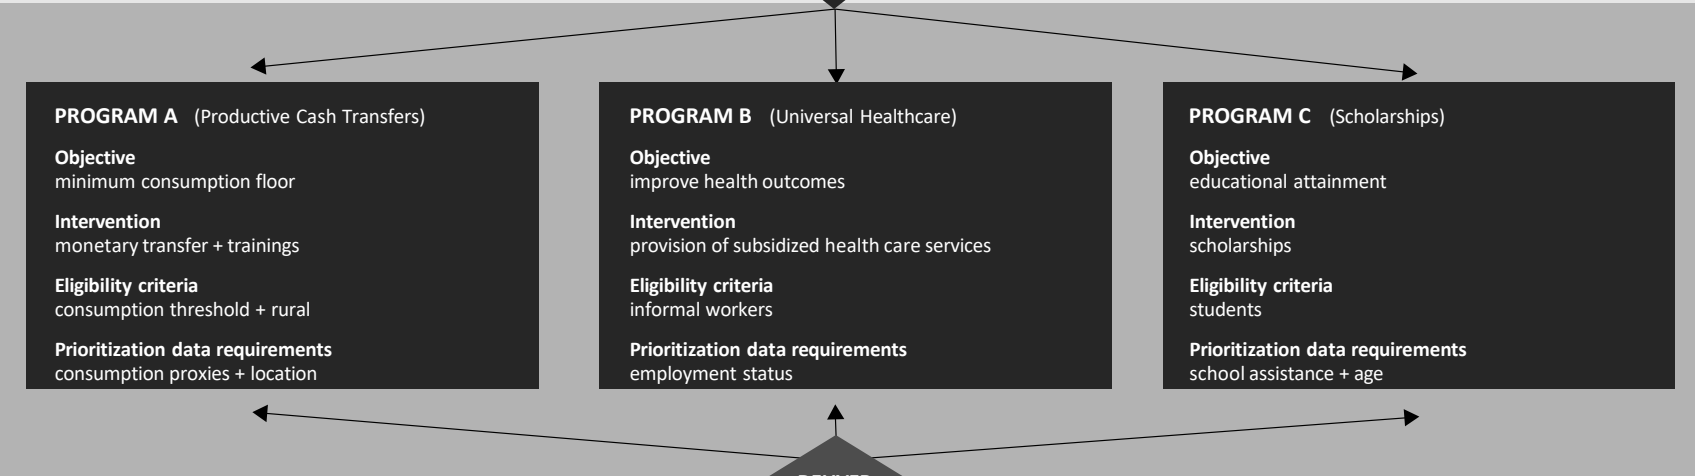 PROGRAM A (Productive Cash Transfers)
Objective
minimum consumption floor
Intervention
monetary transfer + trainings
Eligibility criteria
consumption threshold + rural
Prioritization data requirements
consumption proxies + location
PROGRAM B (Universal Healthcare)
Objective
improve health outcomes
Intervention
provision of subsidized health care services
Eligibility criteria
informal workers
Prioritization data requirements
employment status
PROGRAM C (Scholarships)
Objective
educational attainment
Intervention
scholarships
Eligibility criteria
students
Prioritization data requirements
school assistance + age